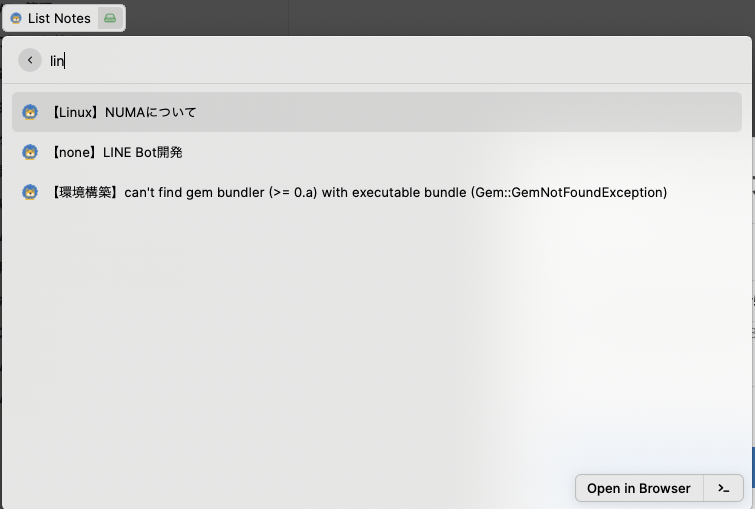 List Notes
lin
【Linux】NUMAについて
【none】LINE Bot開発
【環境構築】can't find gem bundler (>= 0.a) with executable bundle (Gem::GemNotFoundException)
Open in Browser